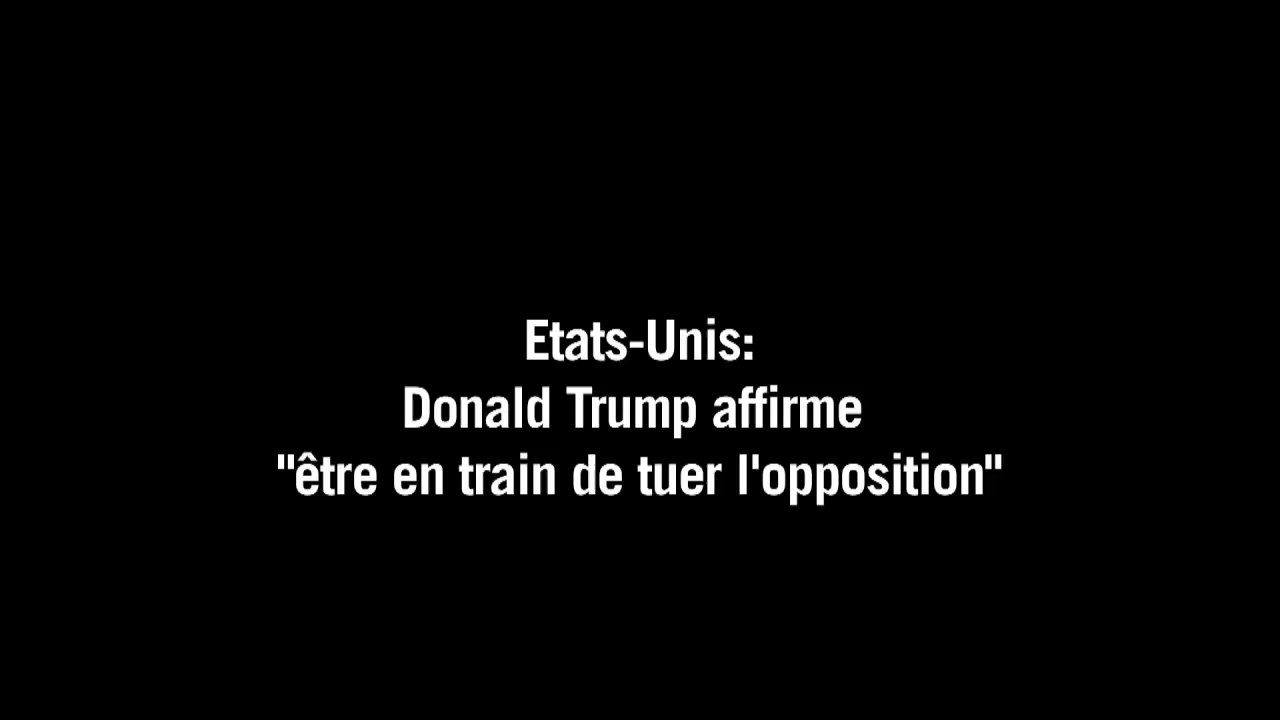 Etats-Unis:
Donald Trump affirme
"être en train de tuer l'opposition"